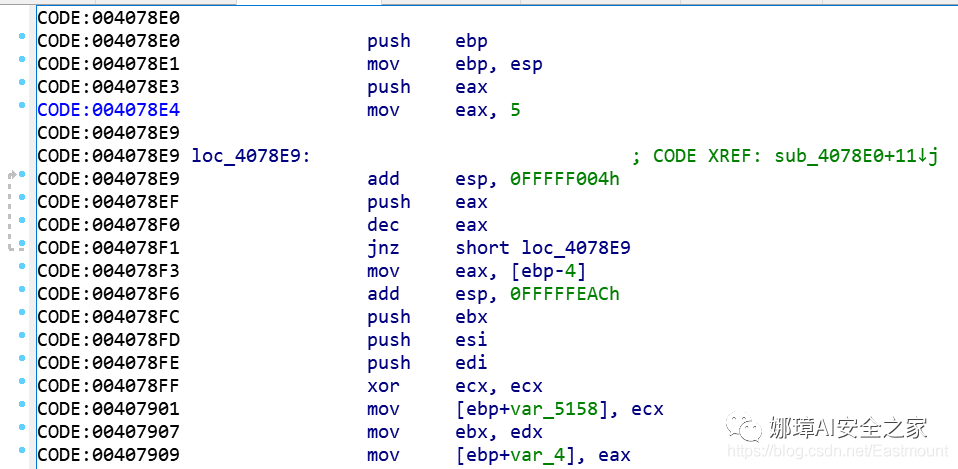 CODE:004078E0
CODE:004078E0 push ebp
CODE:004078E1 mov ebp, esp
CODE:004078E3 push eax
CODE:004078E4 mov eax, 5
CODE:004078E9
CODE:004078E9 loc_4078E9: ; CODE XREF: sub_4078E0+11↓j
CODE:004078E9 add esp, 0FFFFF004h
CODE:004078EF push eax
CODE:004078F0 dec eax
CODE:004078F1 jnz short loc_4078E9
CODE:004078F3 mov eax, [ebp-4]
CODE:004078F6 add esp, 0FFFFFEACh
CODE:004078FC push ebx
CODE:004078FD push esi
CODE:004078FE push edi
CODE:004078FF xor ecx, ecx
CODE:00407901 mov [ebp+var_5158], ecx
CODE:00407907 mov ebx, edx
CODE:00407909 mov [ebp+var_4], eax
娜璋AI安全之家
https://blog.csdn.net/Eastmount